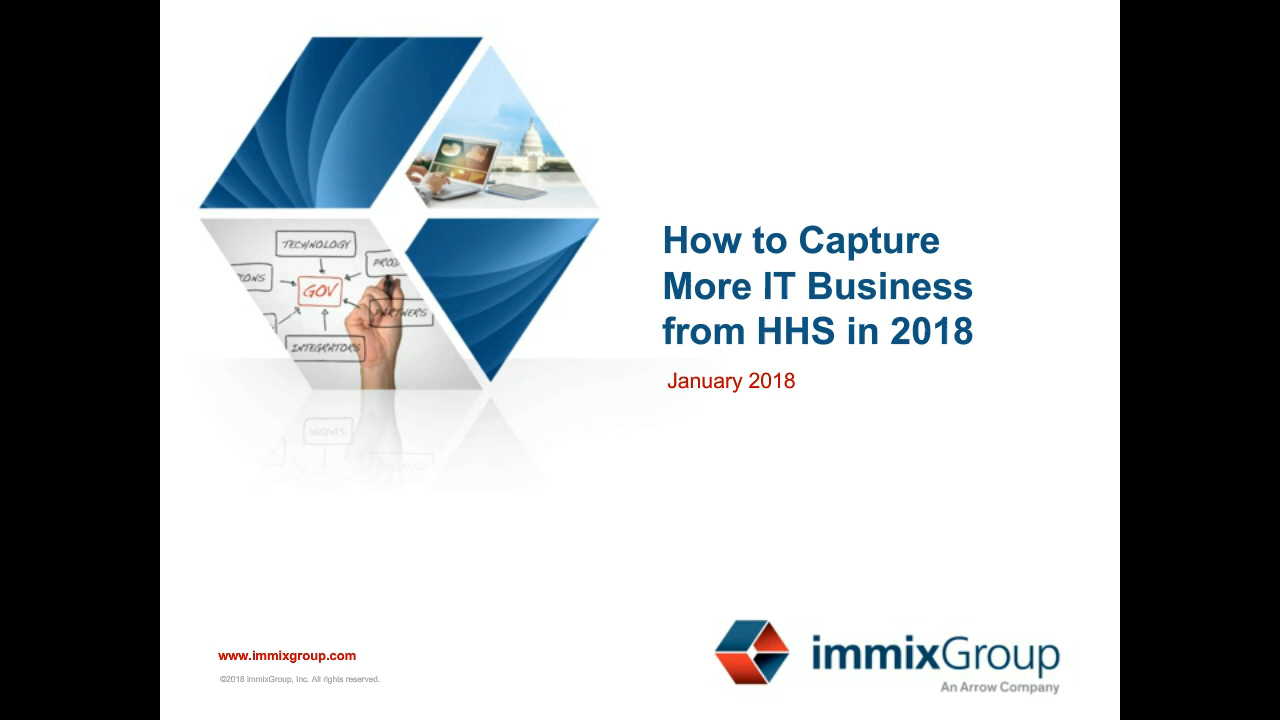 TECHNOLOGY
GOV
PARTNERS
INTEGRATORS
How to Capture
More IT Business
from HHS in 2018
January 2018
www.immixgroup.com
©2018 immixGroup, Inc. All rights reserved.
immixGroup
An Arrow Company